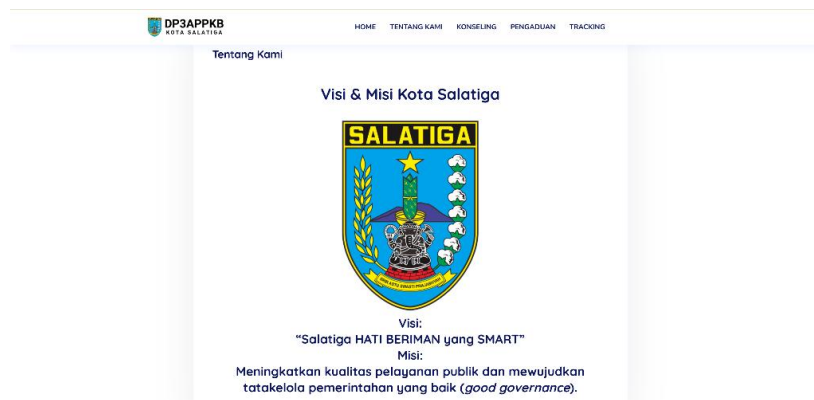 DP3APPKB
KOTA SALATIGA
HOME TENTANG KAMI KONSELING PENGADUAN TRACKING
Tentang Kami
Visi & Misi Kota Salatiga
SALATIGA
Visi:
“Salatiga HATI BERIMAN yang SMART”
Misi:
Meningkatkan kualitas pelayanan publik dan mewujudkan
tatakelola pemerintahan yang baik (good governance).